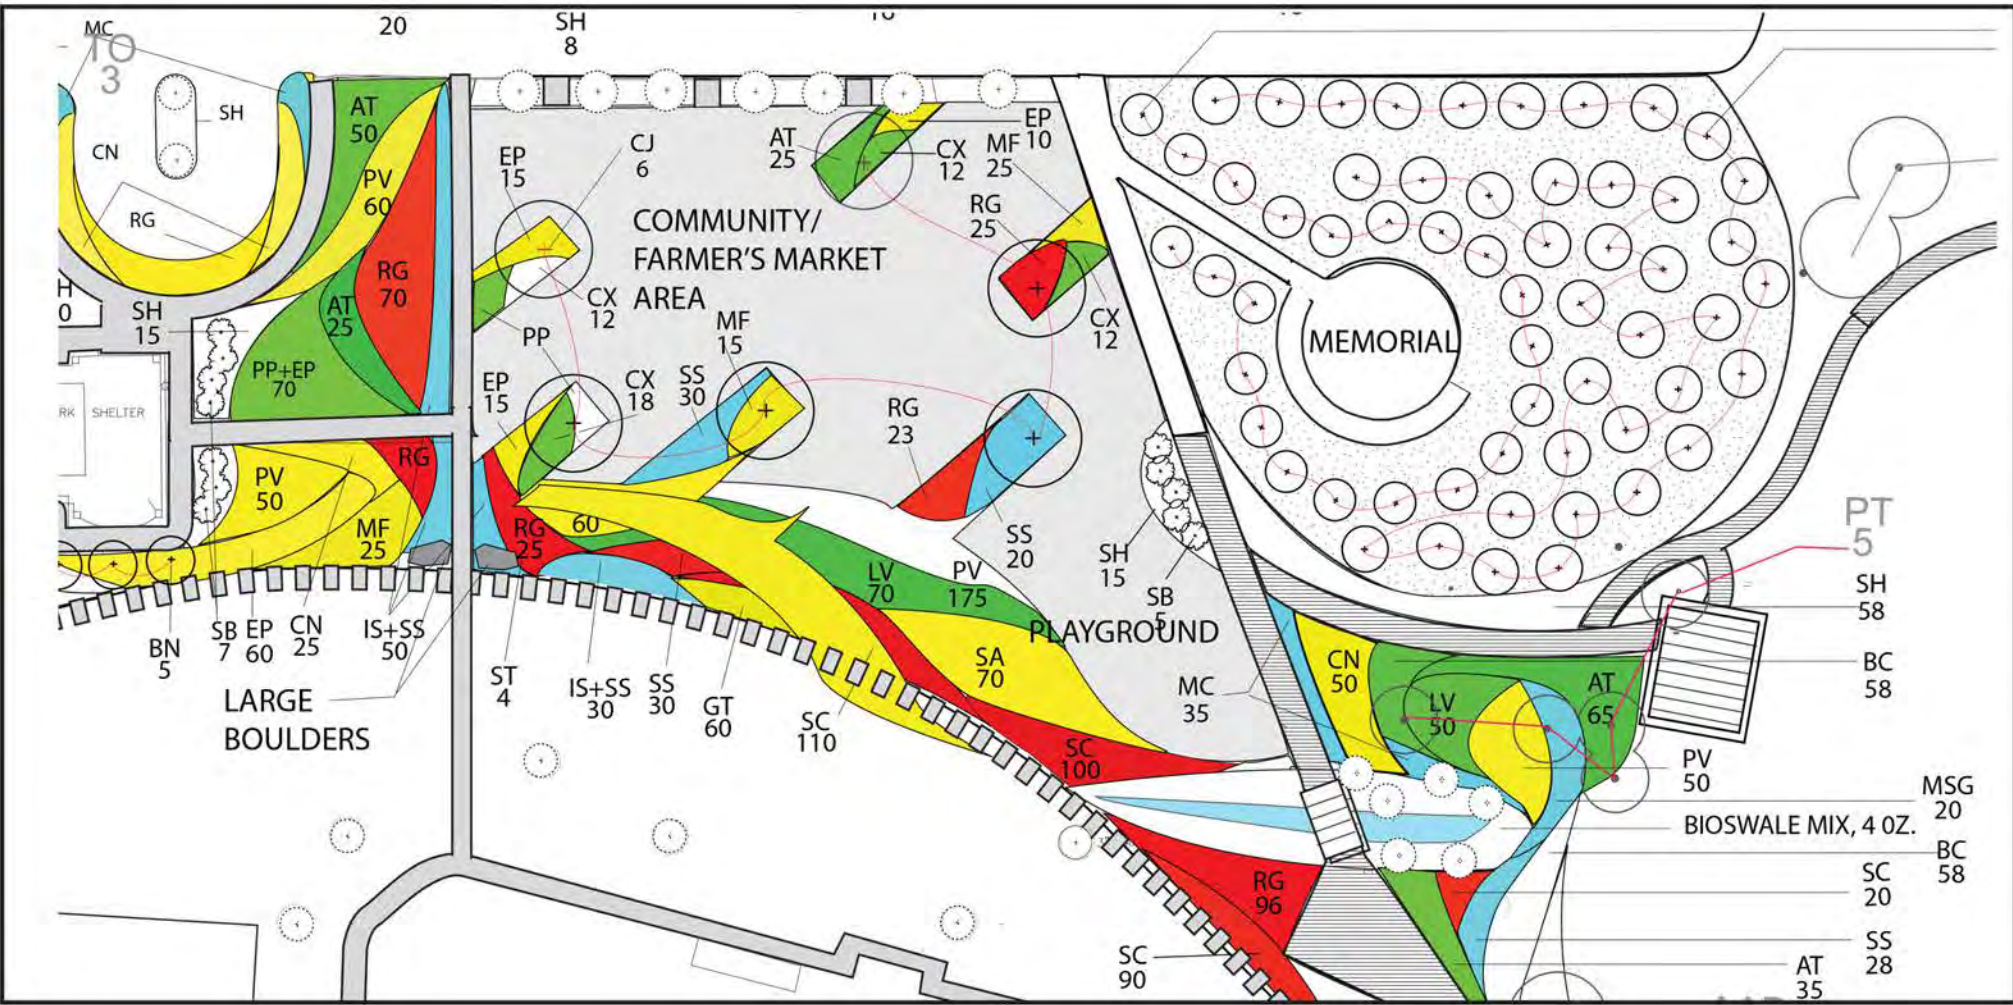 MC
TO
3
20
SH
8
SH
CN
RG
AT
50
PV
60
RG
70
AT
25
SH
15
PP+EP
70
H
0
RK
SHELTER
EP
15
CJ
6
COMMUNITY/
FARMER'S MARKET
AREA
CX
12
PP
AT
25
EP
10
CX
12
MF
25
RG
25
CX
12
MF
15
EP
15
CX
18
SS
30
RG
23
SS
20
MEMORIAL
PV
50
RG
MF
25
RG
25
60
LV
70
PV
175
SH
15
SB
5
PLAYGROUND
PT
5
SH
58
BN
5
SB
7
EP
60
CN
25
IS+SS
50
LARGE
BOULDERS
ST
4
IS+SS
30
SS
30
GT
60
SC
110
SA
70
SC
100
MC
35
CN
50
LV
50
AT
65
BC
58
PV
50
MSG
20
BIOSWALE MIX, 4 OZ.
BC
58
SC
20
SS
28
AT
35
RG
96
SC
90